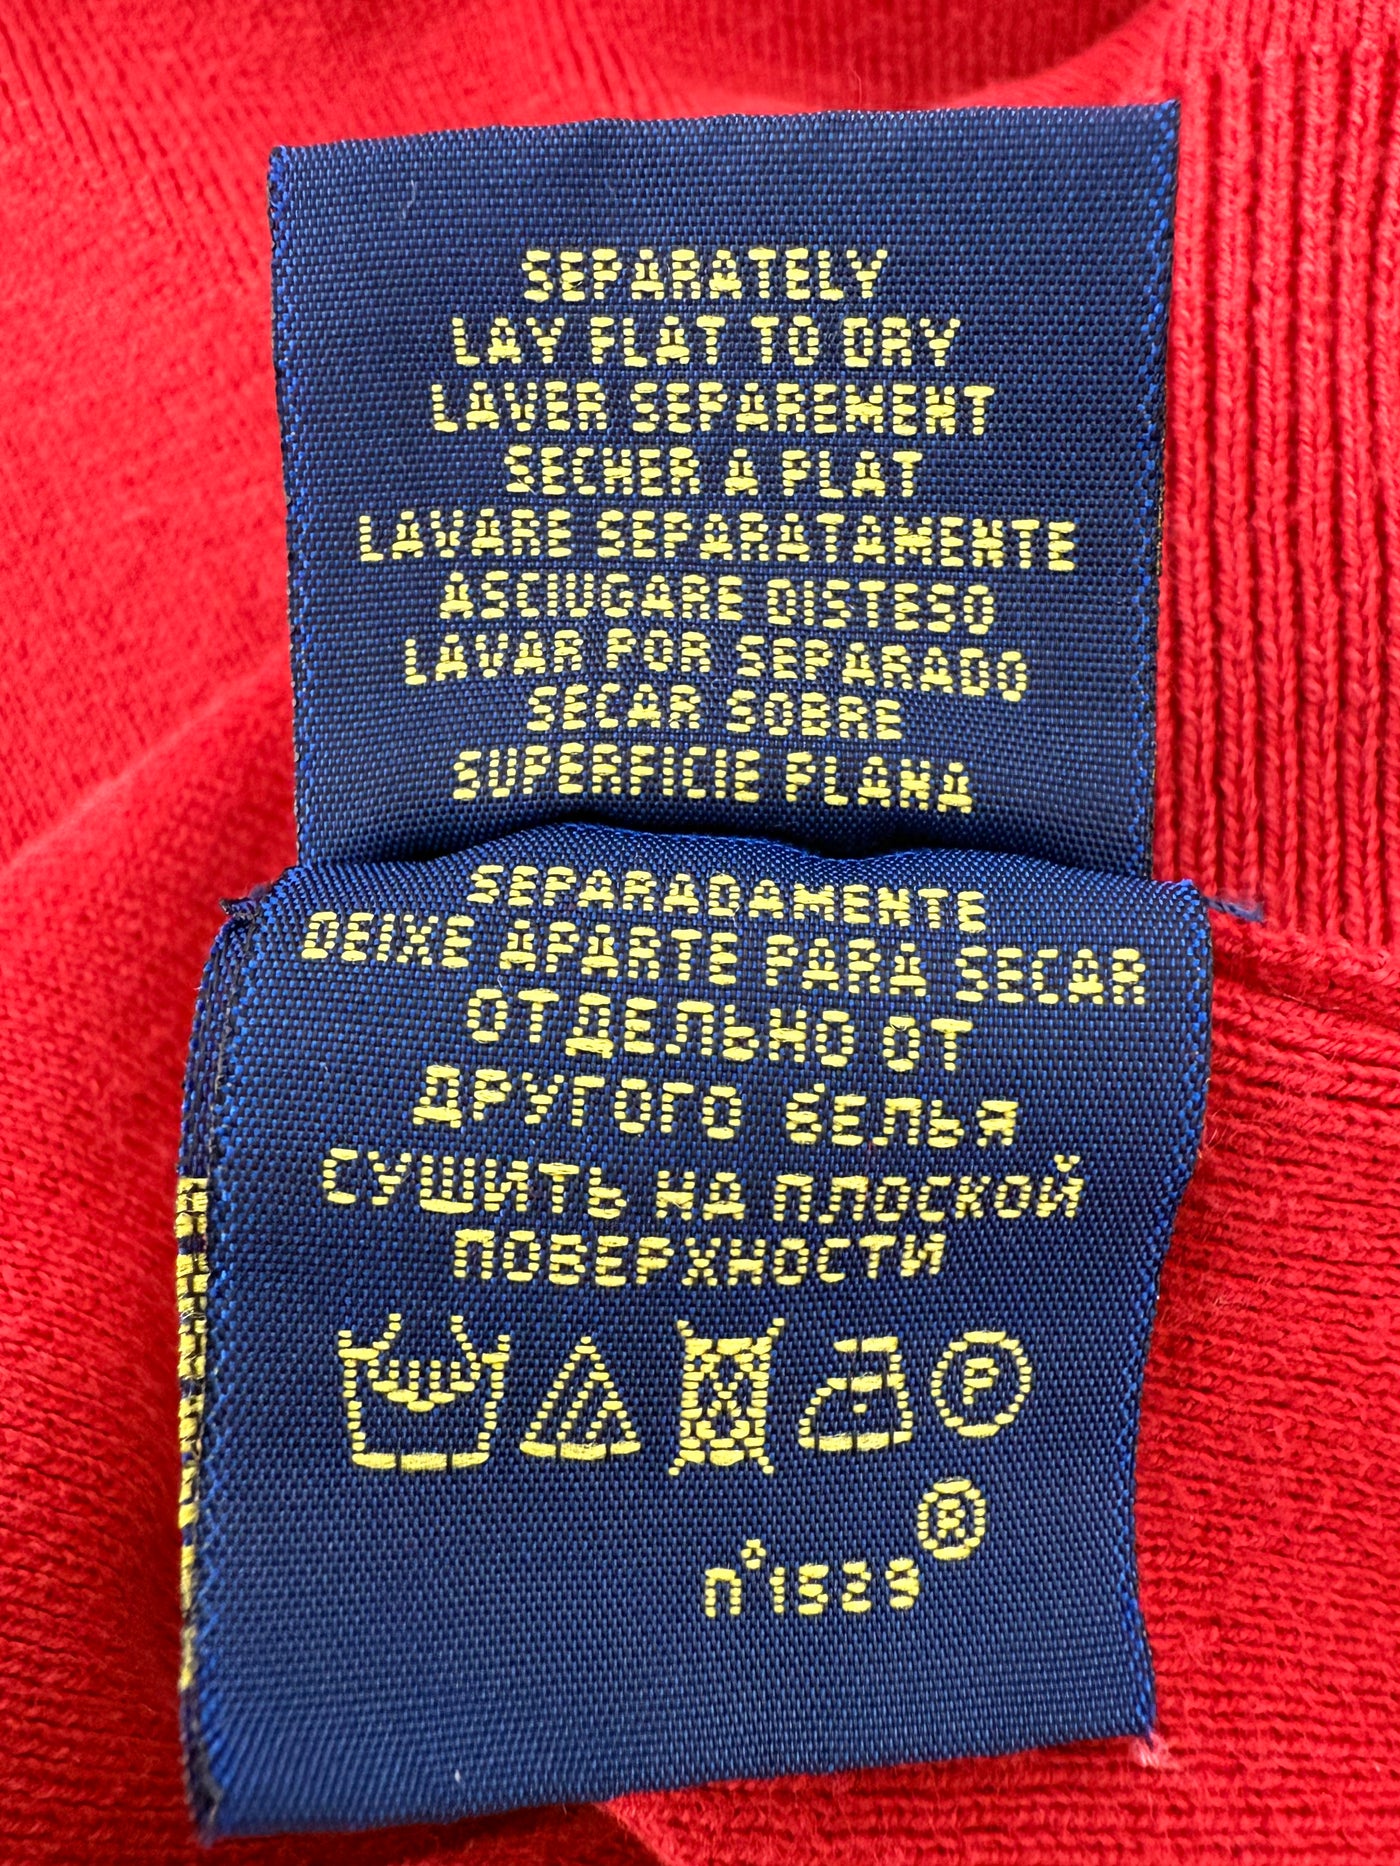 SEPARATELY
LAY FLAT TO DRY
LAVER SEPAREMENT
SECHER A PLAT
LAVARE SEPARATAMENTE
ASCIUGARE DISTESO
LAVAR POR SEPARADO
SECAR SOBRE
SUPERFICIE PLANA
SEPARADAMENTE
DEIXE APARTE PARA SECAR
ОТДЕЛЬНО ОТ
ДРУГОГО БЕЛЬЯ
СУШИТЬ НА ПЛОСКОЙ
ПОВЕРХНОСТИ
P
n°1529®